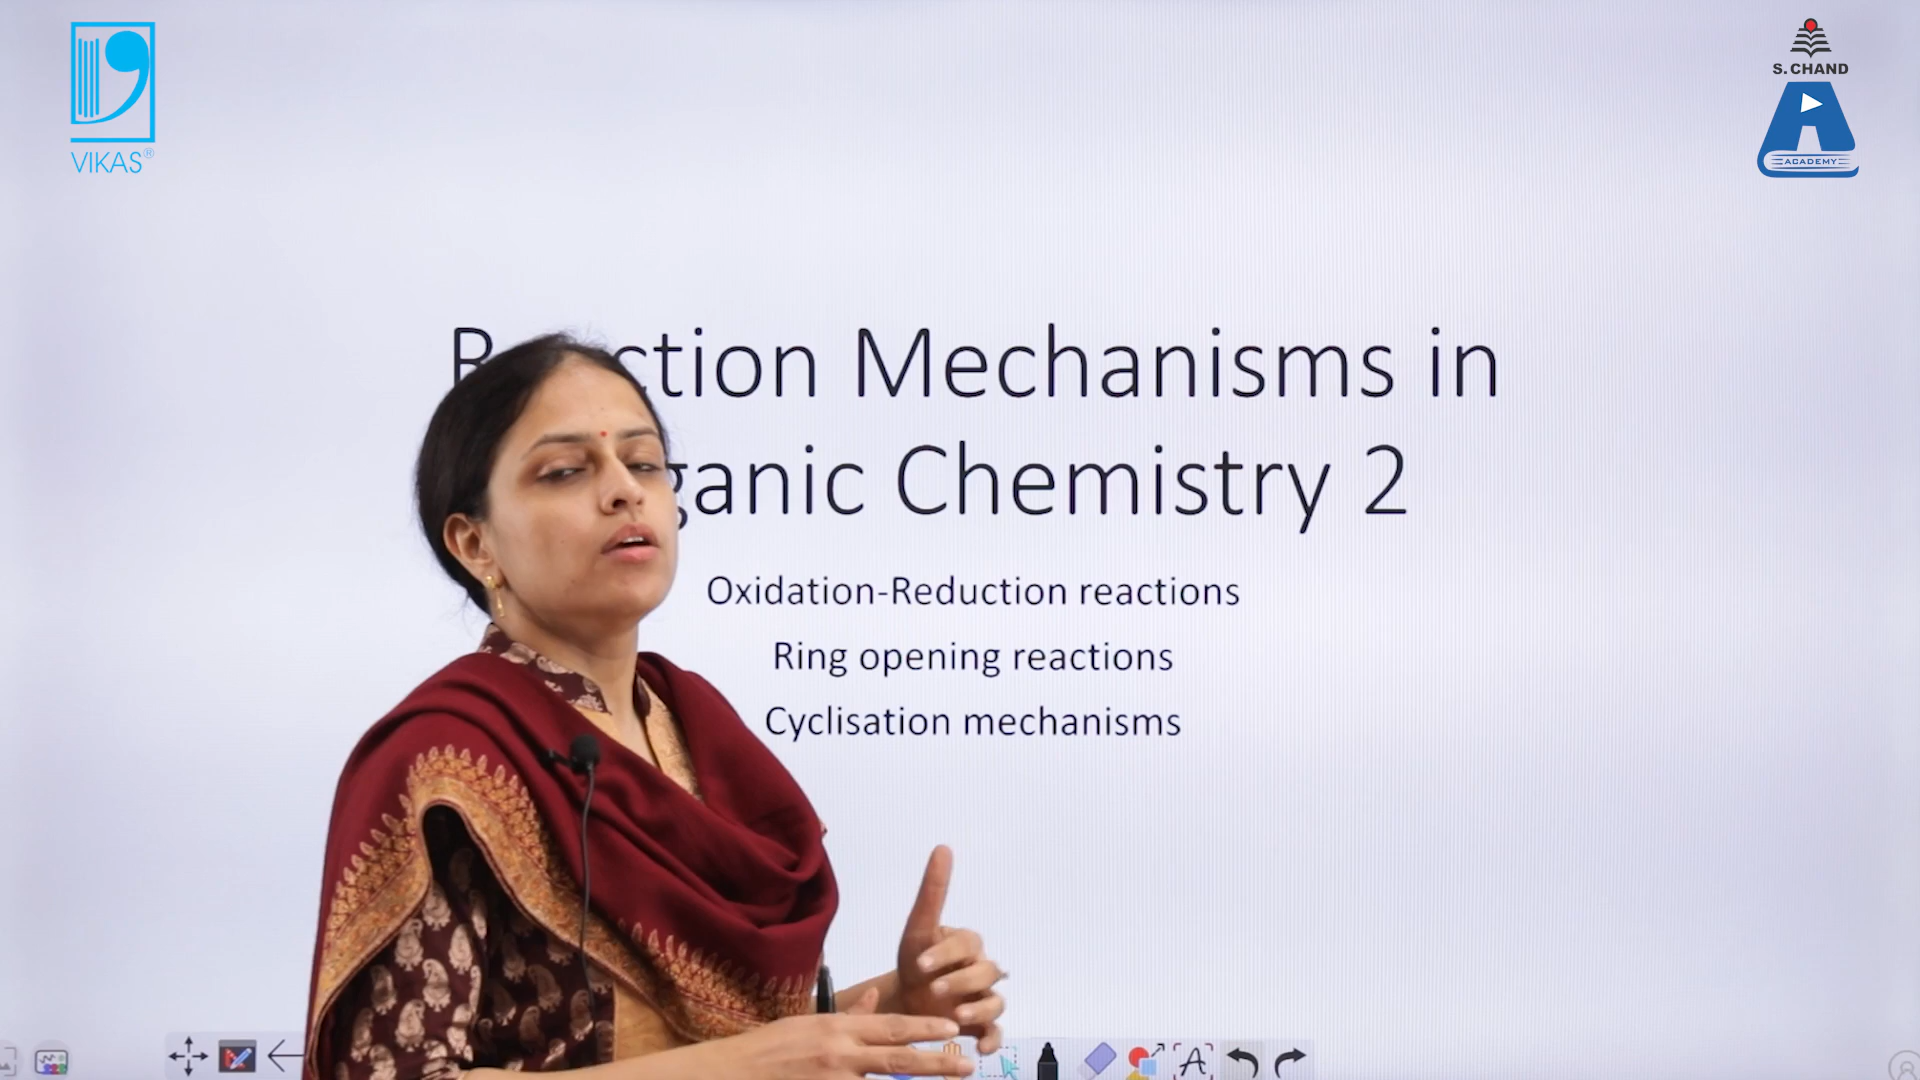 VIKAS®
S. CHAND
ACADEMY
ction Mechanisms in
ganic Chemistry 2
Oxidation-Reduction reactions
Ring opening reactions
Cyclisation mechanisms